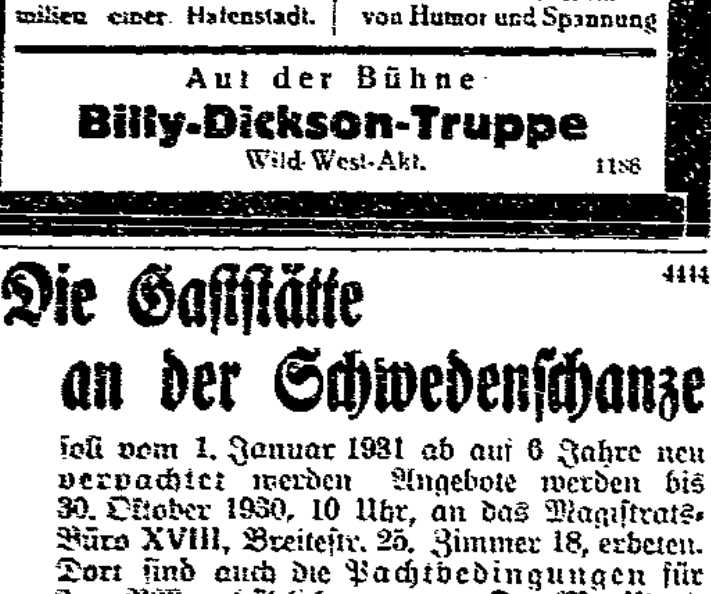 milien einer Hafenstadt.
von Humor und Spannung
Auf der Bühne
Billy-Dickson-Truppe
Wild-West-Akt.
1186
4444
Die Gaststätte
an der Schwedenschanze
soll vom 1. Januar 1931 ab auf 6 Jahre neu
verpachtet werden Angebote werden bis
30. Oktober 1930, 10 Uhr, an das Magistrats-
Büro XVIII, Breitestr. 25, Zimmer 18, erbeten.
Dort sind auch die Pachtbedingungen für